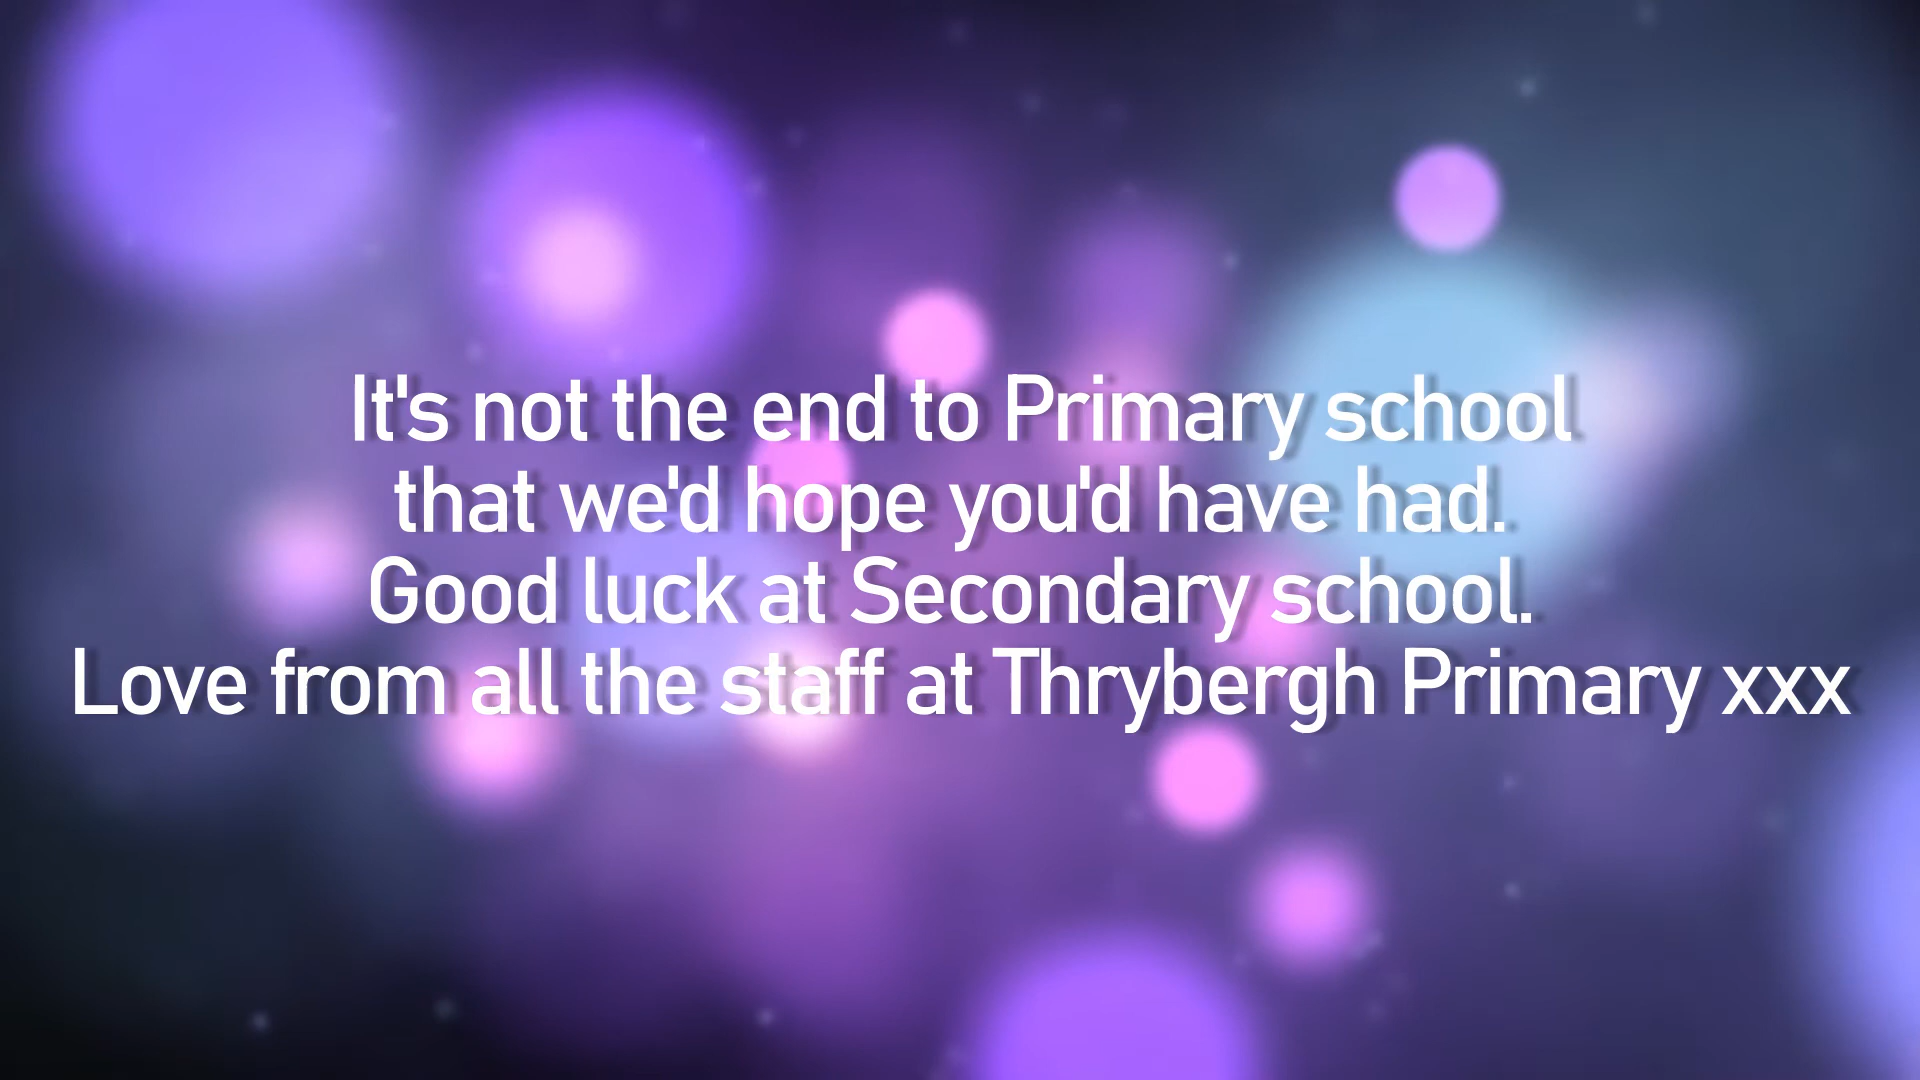 It's not the end to Primary school
that we'd hope you'd have had.
Good luck at Secondary school.
Love from all the staff at Thrybergh Primary xxx